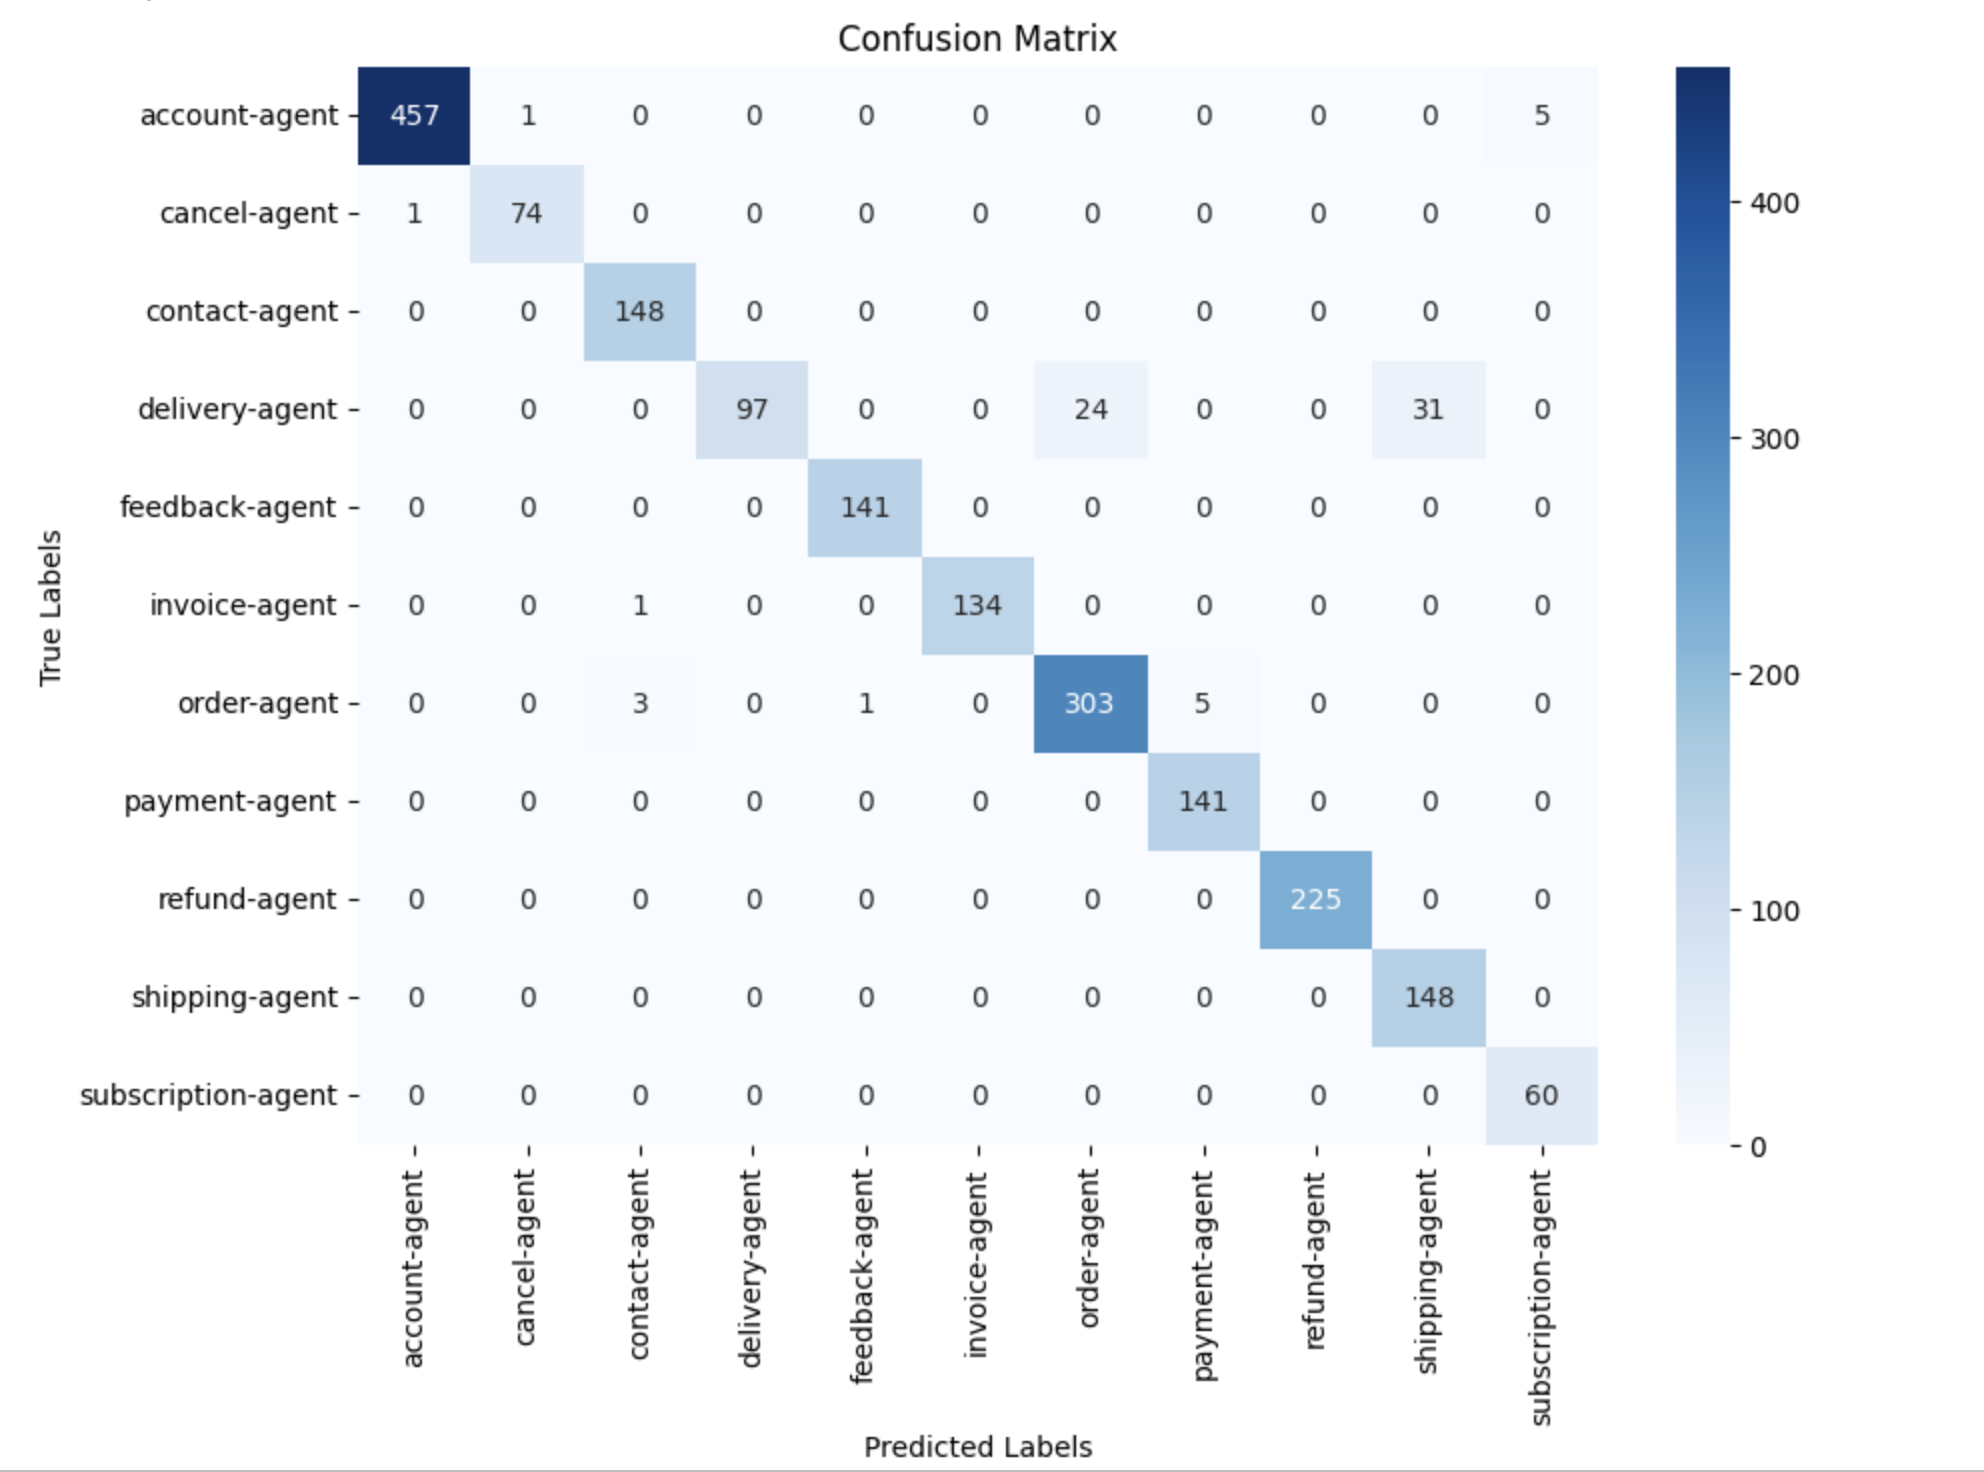 Confusion Matrix
account-agent 457 1 0 0 0 0 0 0 0 0 5
cancel-agent 1 74 0 0 0 0 0 0 0 0 0
contact-agent 0 0 148 0 0 0 0 0 0 0 0
delivery-agent 0 0 0 97 0 0 24 0 0 31 0
feedback-agent 0 0 0 0 141 0 0 0 0 0 0
invoice-agent 0 0 1 0 0 134 0 0 0 0 0
order-agent 0 0 3 0 1 0 303 5 0 0 0
payment-agent 0 0 0 0 0 0 0 141 0 0 0
refund-agent 0 0 0 0 0 0 0 0 225 0 0
shipping-agent 0 0 0 0 0 0 0 0 0 148 0
subscription-agent 0 0 0 0 0 0 0 0 0 0 60
True Labels
account-agent
cancel-agent
contact-agent
delivery-agent
feedback-agent
invoice-agent
order-agent
payment-agent
refund-agent
shipping-agent
subscription-agent
Predicted Labels
400
300
200
100
0